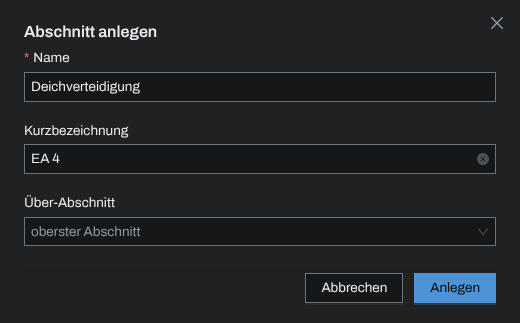 Abschnitt anlegen
* Name
Deichverteidigung
Kurzbezeichnung
EA 4
Über-Abschnitt
oberster Abschnitt
Abbrechen
Anlegen